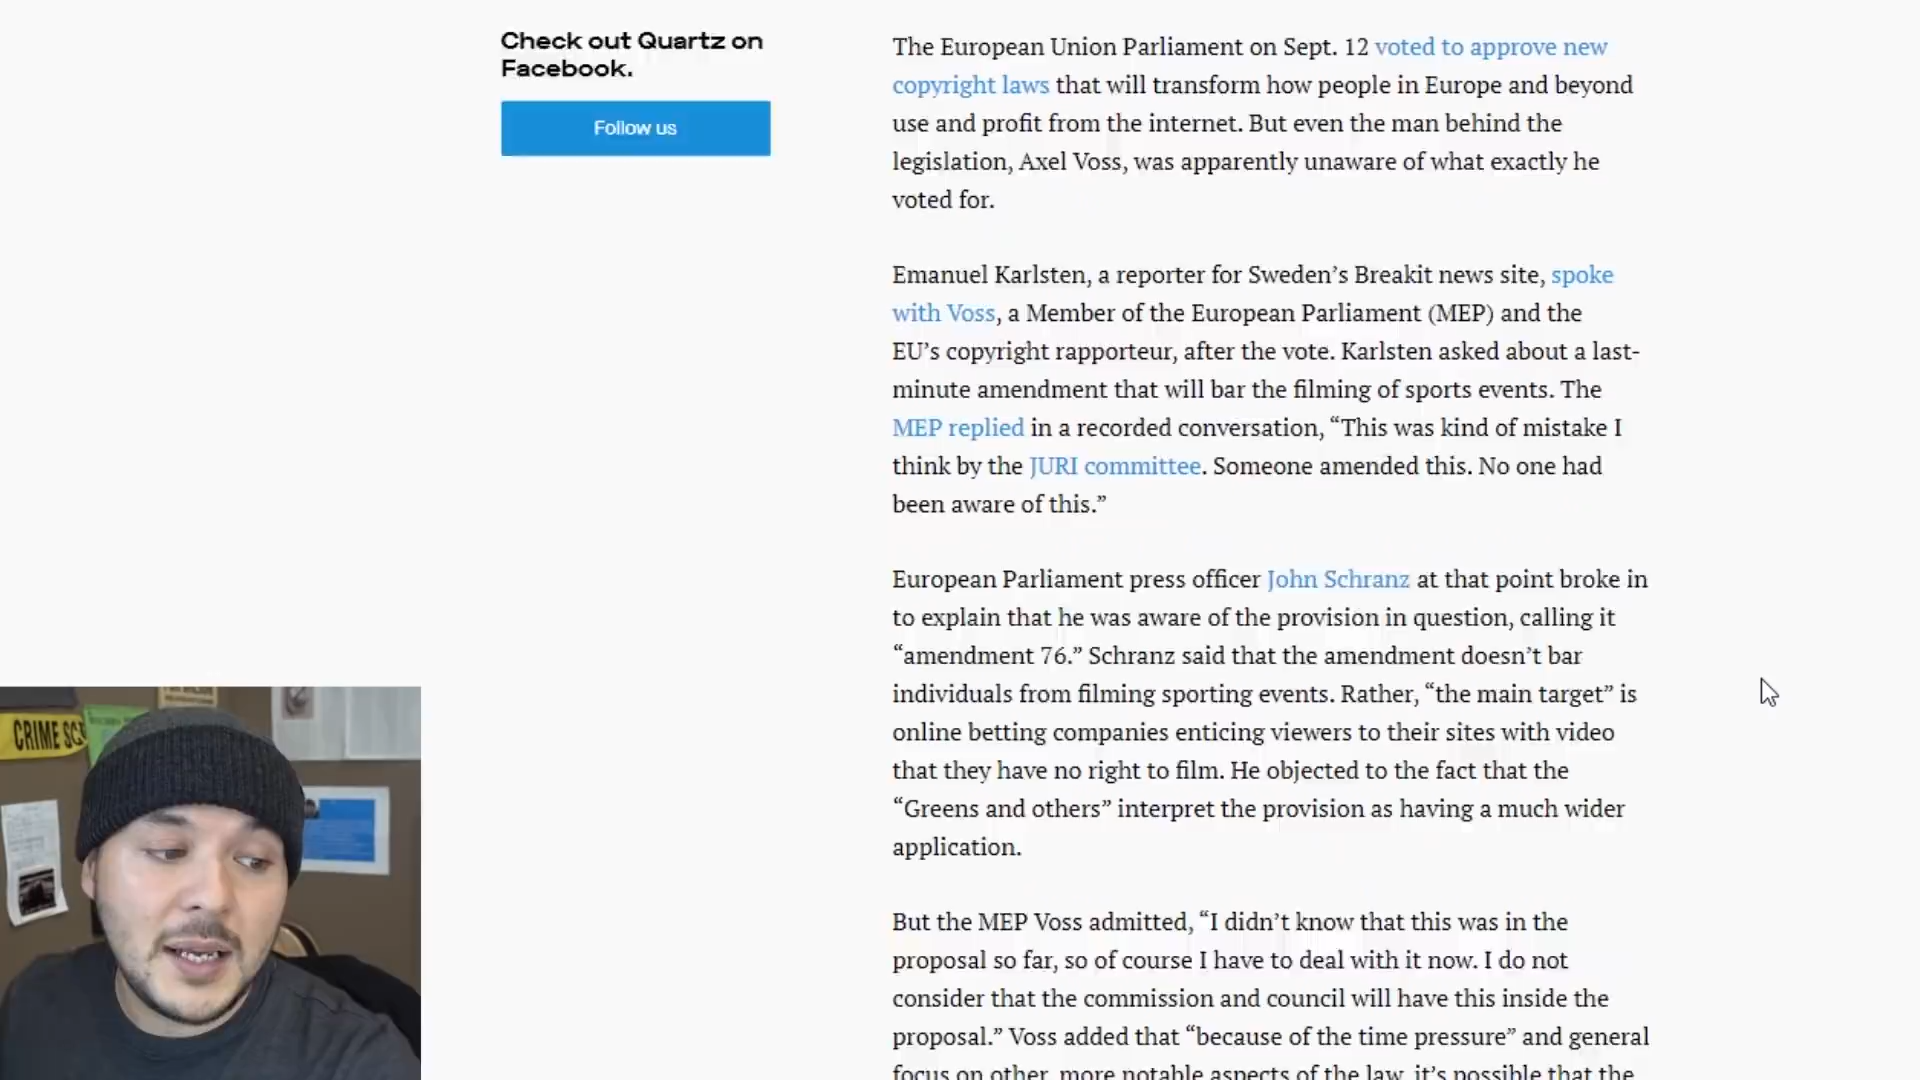 Check out Quartz on
Facebook.
Follow us
The European Union Parliament on Sept. 12 voted to approve new
copyright laws that will transform how people in Europe and beyond
use and profit from the internet. But even the man behind the
legislation, Axel Voss, was apparently unaware of what exactly he
voted for.
Emanuel Karlsten, a reporter for Sweden’s Breakit news site, spoke
with Voss, a Member of the European Parliament (MEP) and the
EU’s copyright rapporteur, after the vote. Karlsten asked about a last-
minute amendment that will bar the filming of sports events. The
MEP replied in a recorded conversation, “This was kind of mistake I
think by the JURI committee. Someone amended this. No one had
been aware of this.”
European Parliament press officer John Schranz at that point broke in
to explain that he was aware of the provision in question, calling it
“amendment 76.” Schranz said that the amendment doesn’t bar
individuals from filming sporting events. Rather, “the main target” is
online betting companies enticing viewers to their sites with video
that they have no right to film. He objected to the fact that the
“Greens and others” interpret the provision as having a much wider
application.
But the MEP Voss admitted, “I didn’t know that this was in the
proposal so far, so of course I have to deal with it now. I do not
consider that the commission and council will have this inside the
proposal.” Voss added that “because of the time pressure” and general
focus on other, more notable aspects of the law, it’s possible that the
CRIME SC